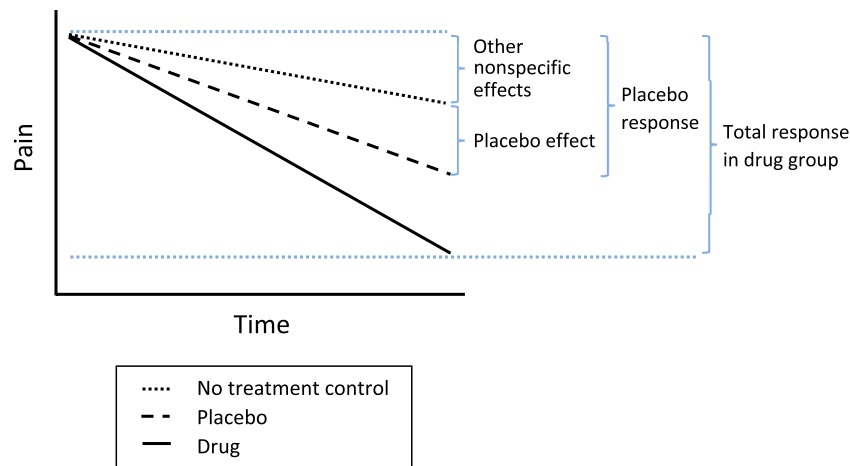 Other
nonspecific
effects
Placebo effect
Placebo
response
Total response
in drug group
Pain
Time
No treatment control
Placebo
Drug